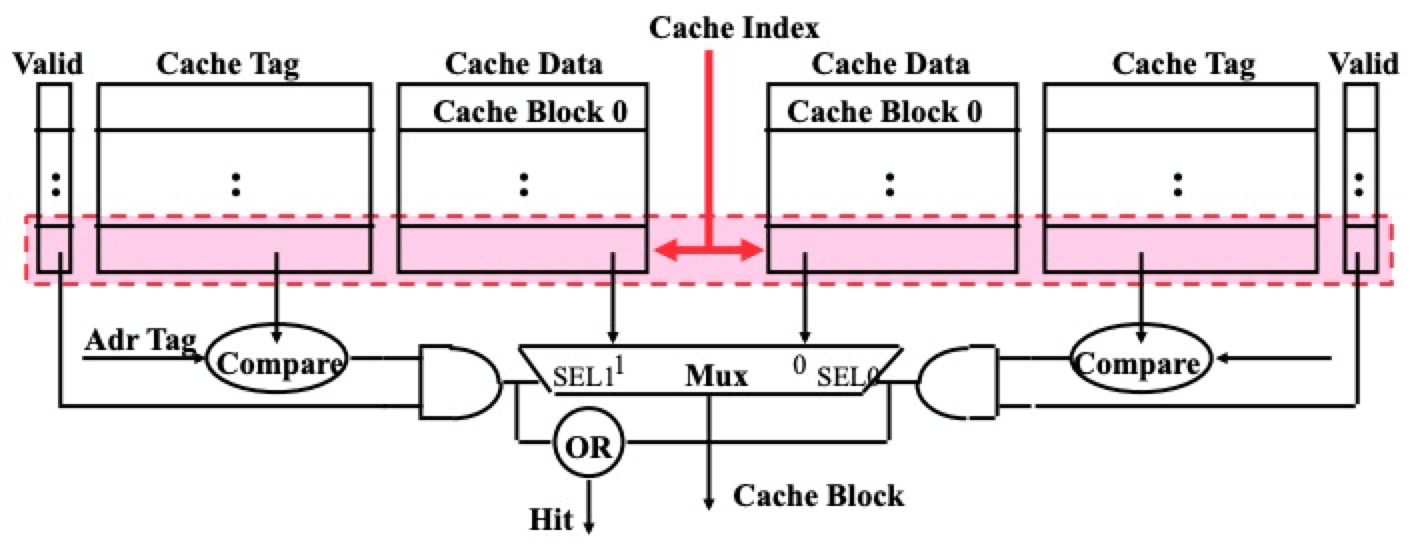 Cache Index
Valid
Cache Tag
Cache Data
Cache Data
Cache Tag
Valid
Cache Block 0
Cache Block 0
Adr Tag
Compare
SEL1
1
Mux
0
SEL0
Compare
OR
Cache Block
Hit